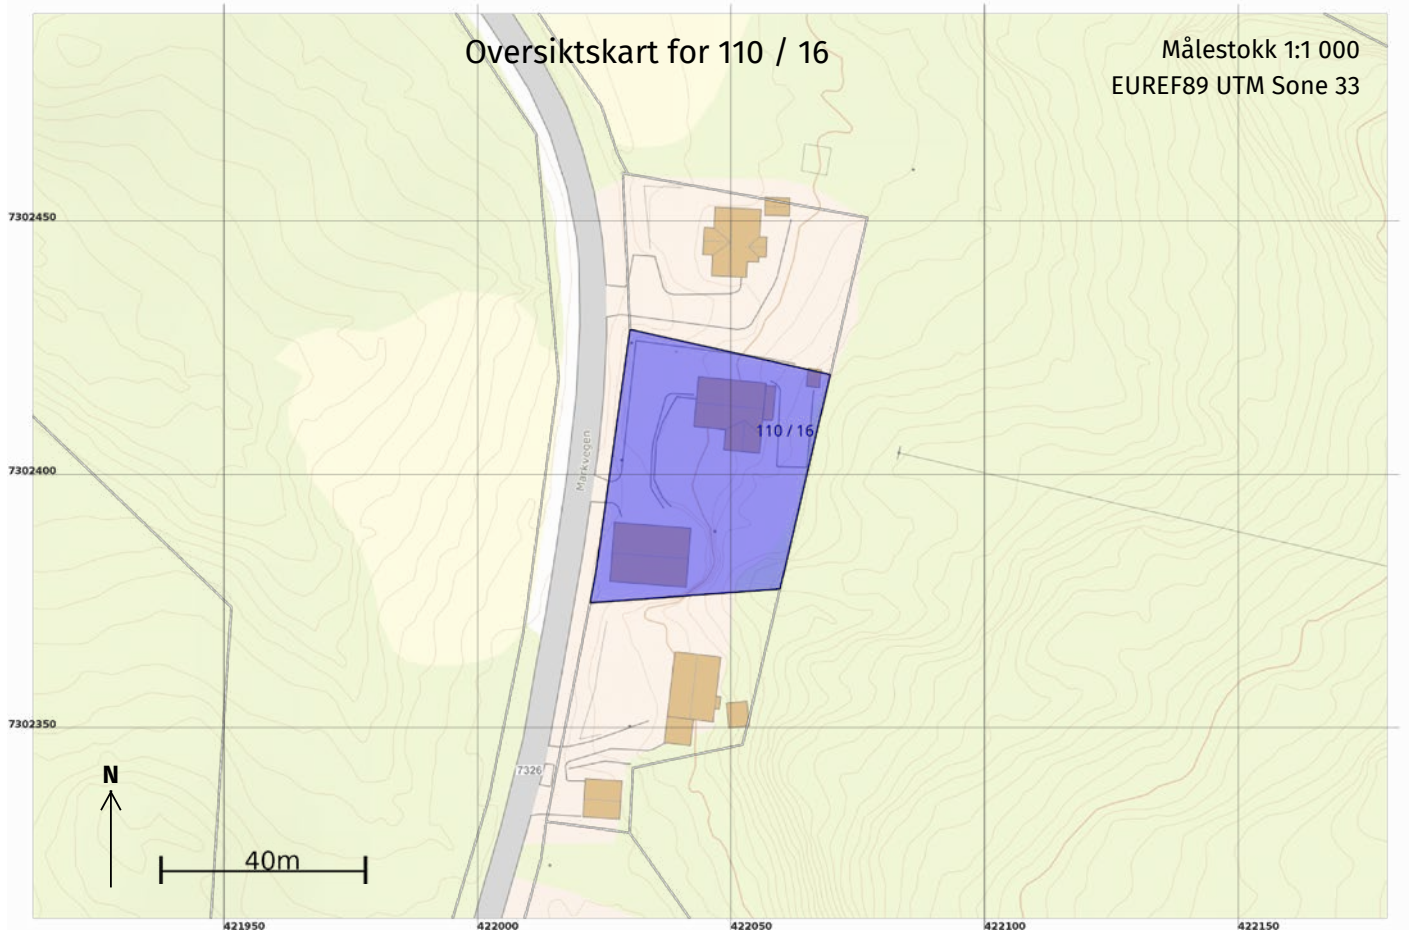 Oversiktskart for 110 / 16
Målestokk 1:1 000
EUREF89 UTM Sone 33
7302450
110 / 16
Markvegen
7302400
7302350
7326
N
40m
421950
422000
422050
422100
422150